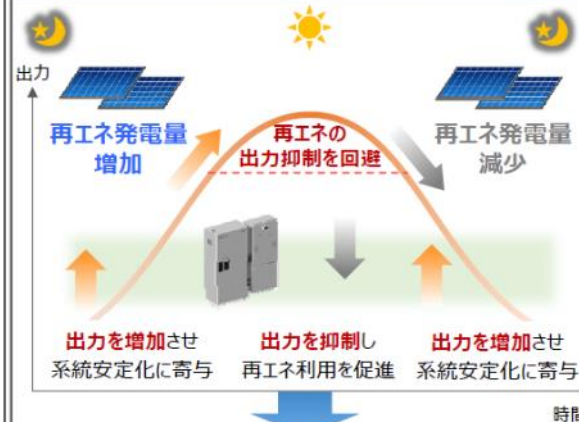 出力
再エネ発電量
増加
再エネの
出力抑制を回避
再エネ発電量
減少
出力を増加させ
系統安定化に寄与
出力を抑制し
再エネ利用を促進
出力を増加させ
系統安定化に寄与
時間